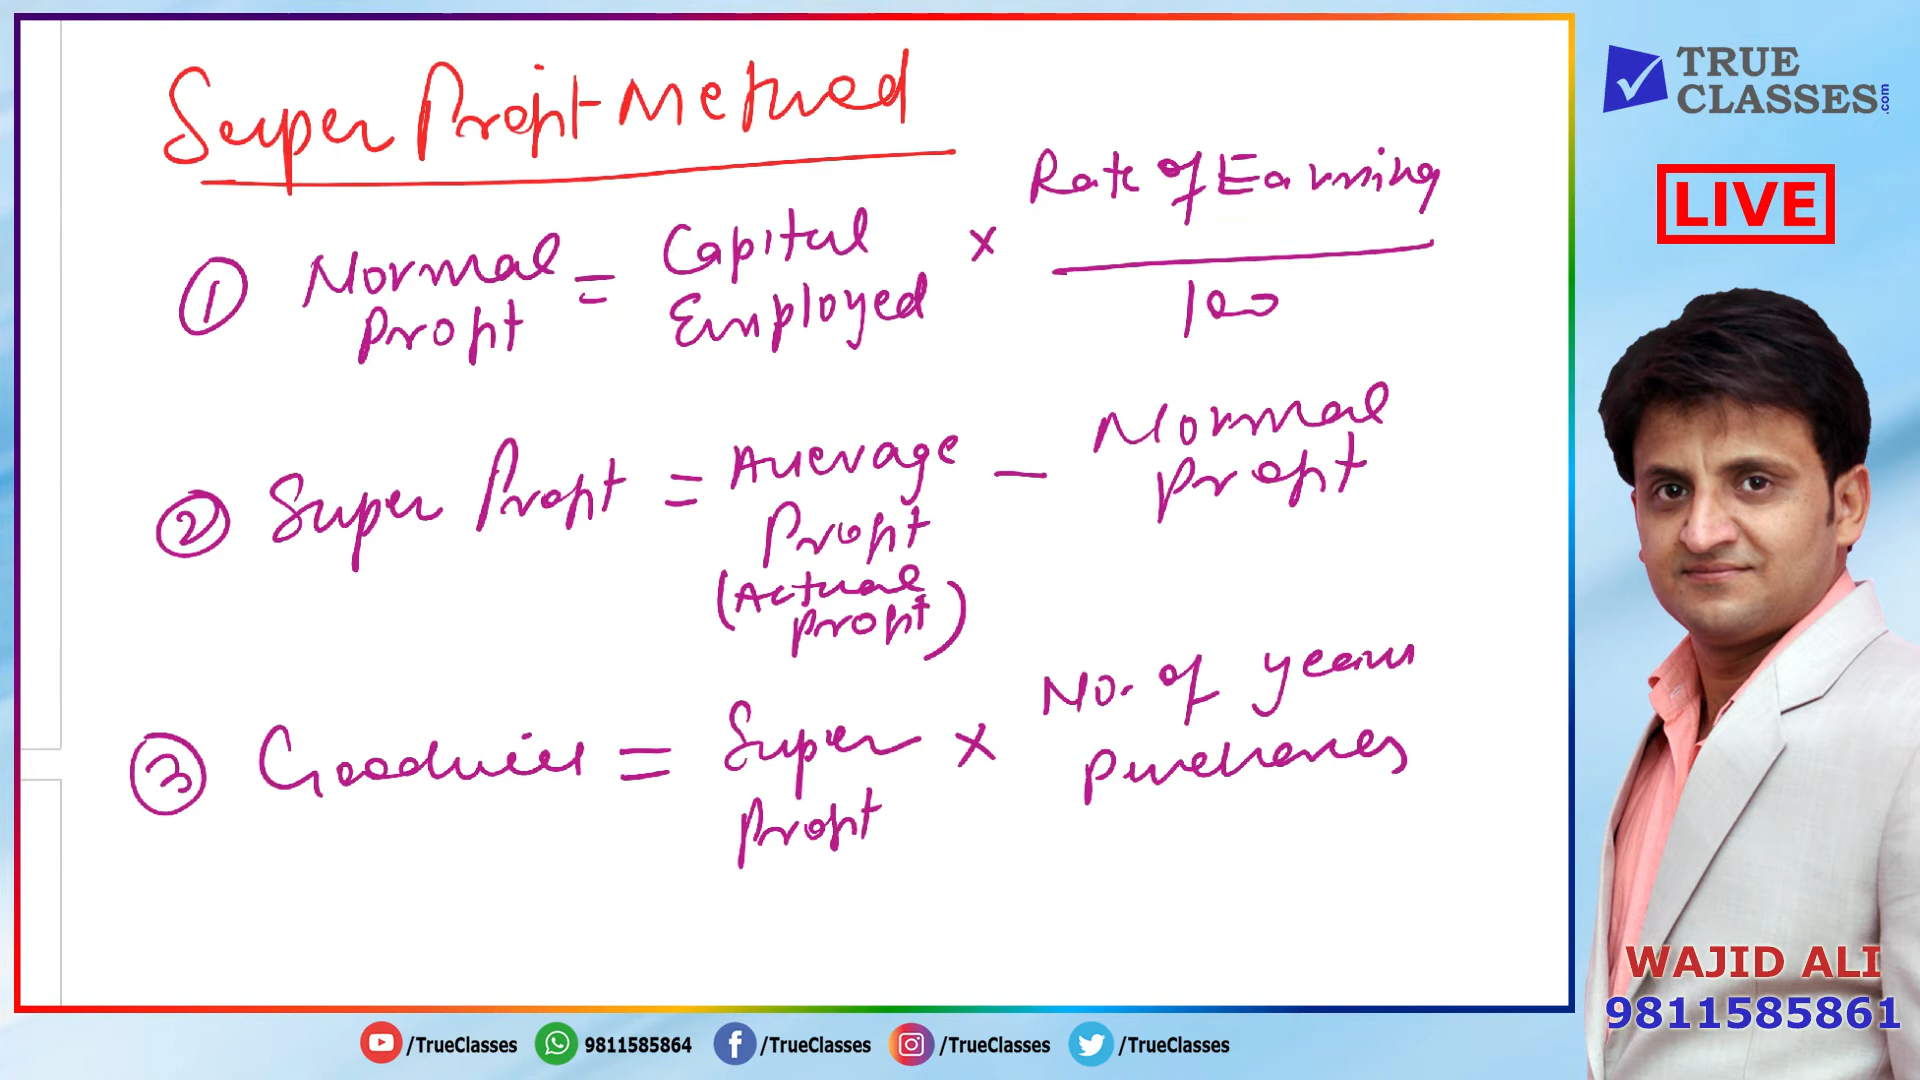 Super Profit Method
① Normal Profit = Capital Employed × Rate of Earning / 100
② Super Profit = Average Profit (Actual Profit) — Normal Profit
③ Goodwill = Super Profit × No. of years Purchases
TRUE
CLASSES.com
LIVE
WAJID ALI
9811585861
/TrueClasses 9811585864 /TrueClasses /TrueClasses /TrueClasses